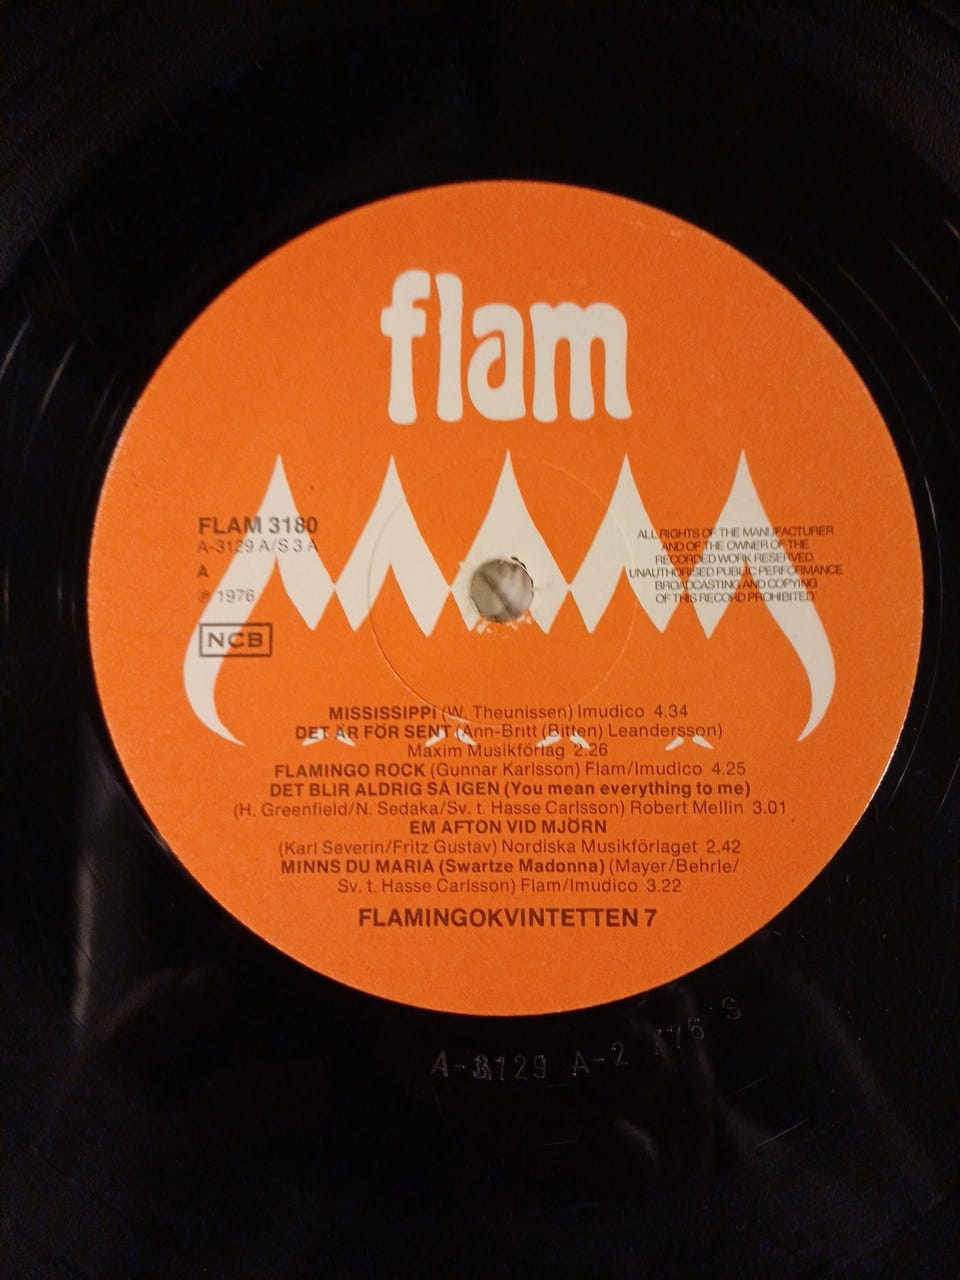 flam
FLAM 3180
A-3129 A/S 3 A
A
℗ 1976
NCB
ALL RIGHTS OF THE MANUFACTURER
AND OF THE OWNER OF THE
RECORDED WORK RESERVED.
UNAUTHORISED PUBLIC PERFORMANCE
BROADCASTING AND COPYING
OF THIS RECORD PROHIBITED.
MISSISSIPPI (W. Theunissen) Imudico 4.34
DET ÄR FÖR SENT (Ann-Britt (Bitten) Leandersson)
Maxim Musikförlag 2.26
FLAMINGO ROCK (Gunnar Karlsson) Flam/Imudico 4.25
DET BLIR ALDRIG SÅ IGEN (You mean everything to me)
(H. Greenfield/N. Sedaka/Sv. t. Hasse Carlsson) Robert Mellin 3.01
EM AFTON VID MJÖRN
(Karl Severin/Fritz Gustav) Nordiska Musikförlaget 2.42
MINNS DU MARIA (Swartze Madonna) (Mayer/Behrle/
Sv. t. Hasse Carlsson) Flam/Imudico 3.22
FLAMINGOKVINTETTEN 7
A-3129 A-2 '76 S